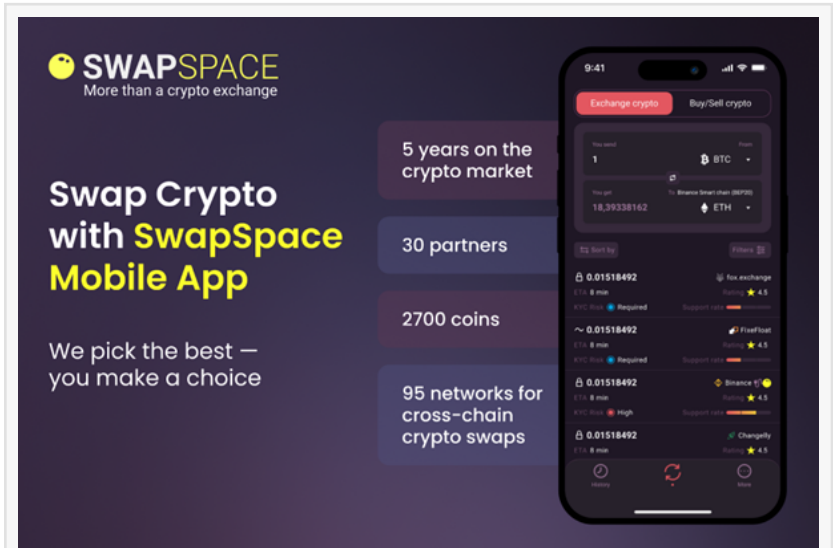 SWAPSPACE
More than a crypto exchange
Swap Crypto
with SwapSpace
Mobile App
We pick the best —
you make a choice
5 years on the
crypto market
30 partners
2700 coins
95 networks for
cross-chain
crypto swaps
9:41
Exchange crypto
Buy/Sell crypto
You send
From
1
BTC
You get
To Binance Smart chain (BEP20)
18,39338162
ETH
Sort by
Filters
0.01518492
fox.exchange
ETA 8 min
Rating 4.5
KYC Risk Required
Support rate
0.01518492
FixeFloat
ETA 8 min
Rating 4.5
KYC Risk Required
Support rate
0.01518492
Binance
ETA 8 min
Rating 4.5
KYC Risk High
Support rate
0.01518492
Changelly
ETA 8 min
Rating 4.5
History
More